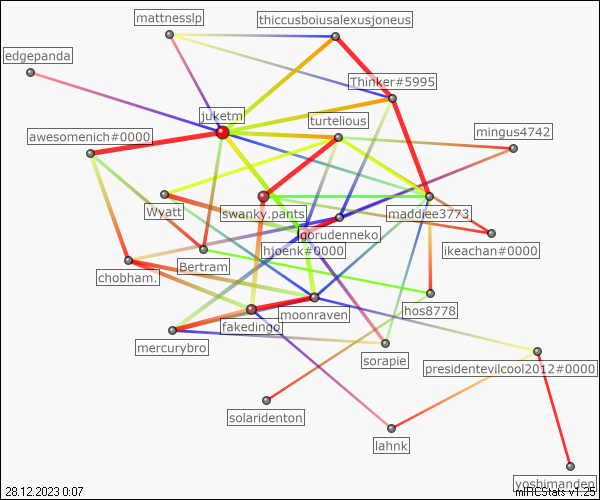 mattnesslp
thiccusboiusalexusjoneus
edgepanda
Thinker#5995
juketm
turtelious
mingus4742
awesomenich#0000
Wyatt
swanky.pants
maddiee3773
gorudenneko
ikeachan#0000
hjoenk#0000
Bertram
chobham.
hos8778
moonraven
fakedingo
mercurybro
sorapie
presidentevilcool2012#0000
solaridenton
lahnk
yoshimanden
28.12.2023 0:07
mIRCStats v1.25